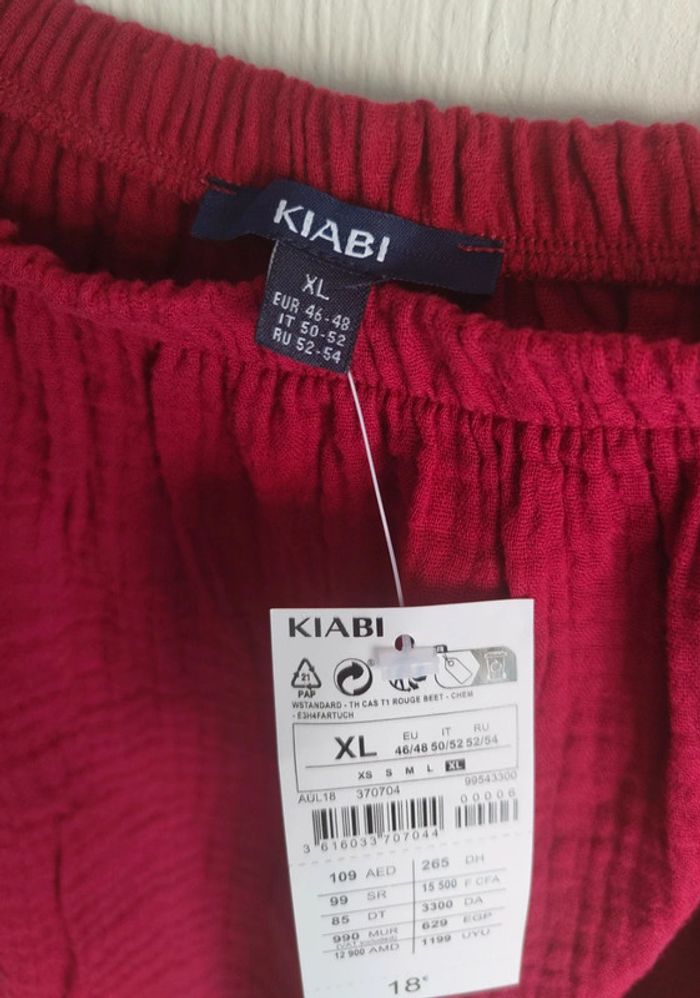 KIABI
XL
EUR 46-48
IT 50-52
RU 52-54
KIABI
21
PAP
WSTANDARD - TH CAS T1 ROUGE BEET - CHEM
- E3H4FARTUCH
XL
EU IT RU
46/48 50/52 52/54
XS S M L XL
99543300
AUL18 370704
00006
3 616033 707044
109 AED 265 DH
99 SR 15 500 F CFA
85 DT 3300 DA
990 MUR 629 EGP
(VAT included)
12 900 AMD 1199 UYU
18€